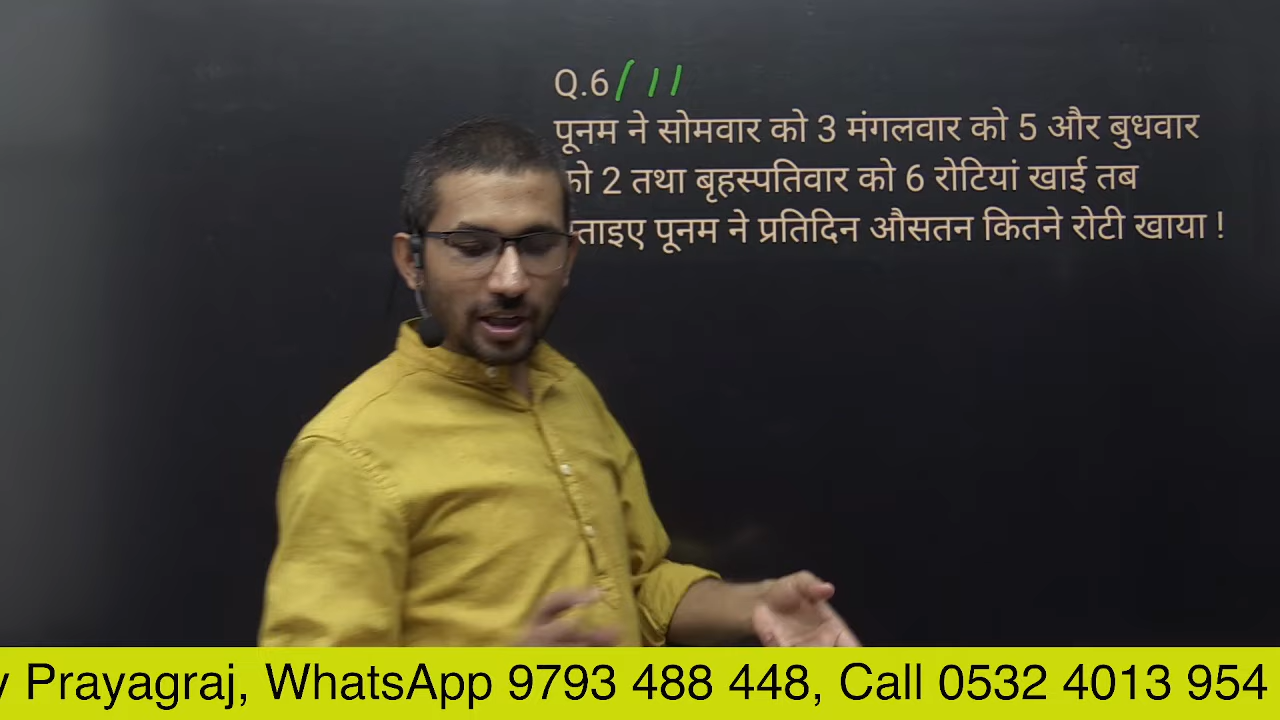 Q.6
पूनम ने सोमवार को 3 मंगलवार को 5 और बुधवार
को 2 तथा बृहस्पतिवार को 6 रोटियां खाई तब
पूनम ने प्रतिदिन औसतन कितने रोटी खाया !
Prayagraj, WhatsApp 9793 488 448, Call 0532 4013 954